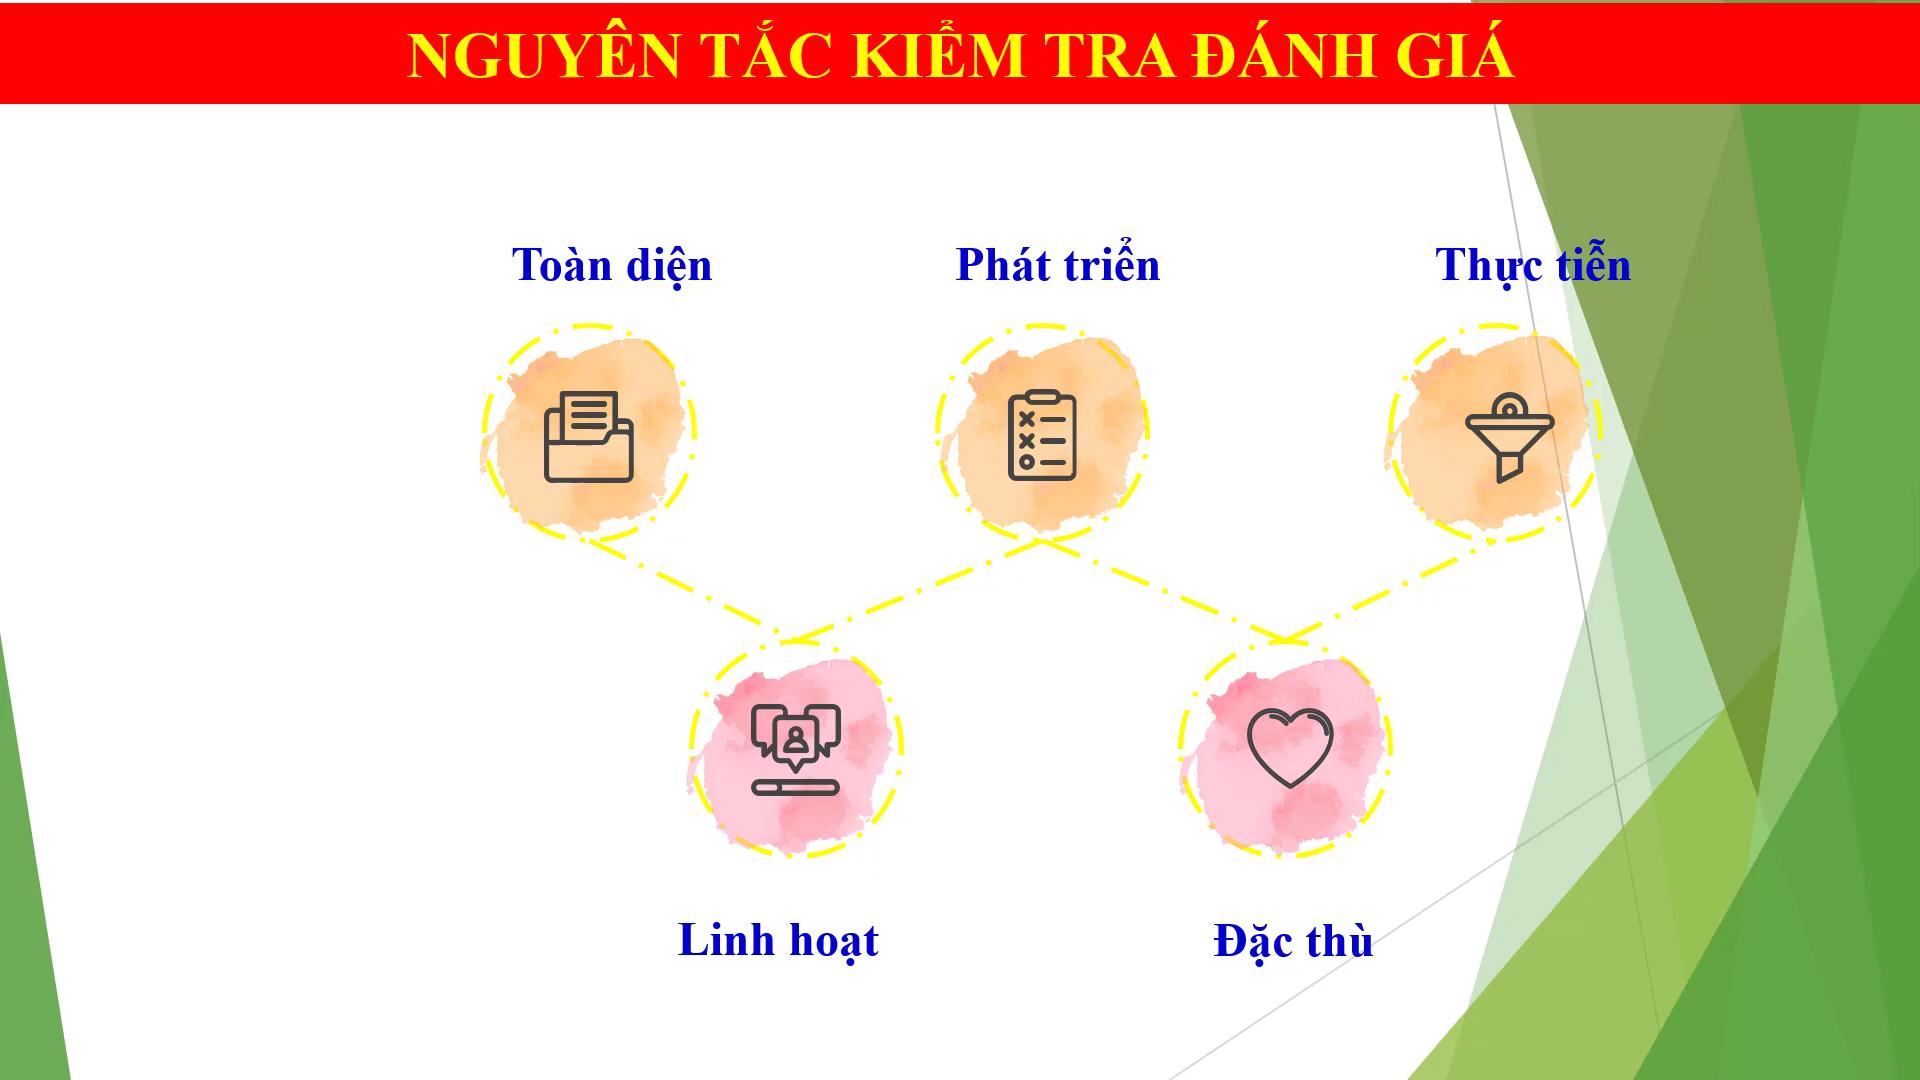 NGUYÊN TẮC KIỂM TRA ĐÁNH GIÁ
Toàn diện
Phát triển
Thực tiễn
Linh hoạt
Đặc thù